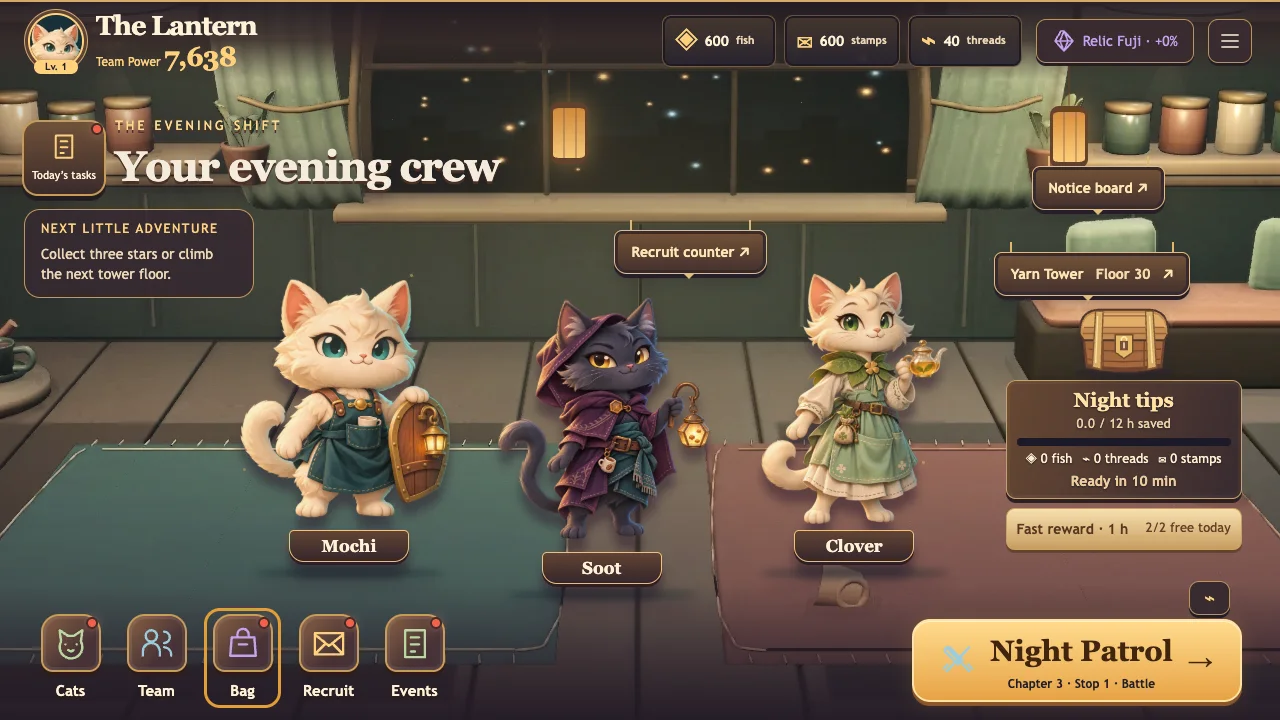 The Lantern
Team Power 7,638
Lv. 1
600 fish
600 stamps
40 threads
Relic Fuji · +0%
Today's tasks
THE EVENING SHIFT
Your evening crew
NEXT LITTLE ADVENTURE
Collect three stars or climb
the next tower floor.
Recruit counter ↗
Notice board ↗
Yarn Tower Floor 30 ↗
Night tips
0.0 / 12 h saved
0 fish 0 threads 0 stamps
Ready in 10 min
Fast reward · 1 h 2/2 free today
Mochi
Soot
Clover
Cats
Team
Bag
Recruit
Events
Night Patrol →
Chapter 3 · Stop 1 · Battle